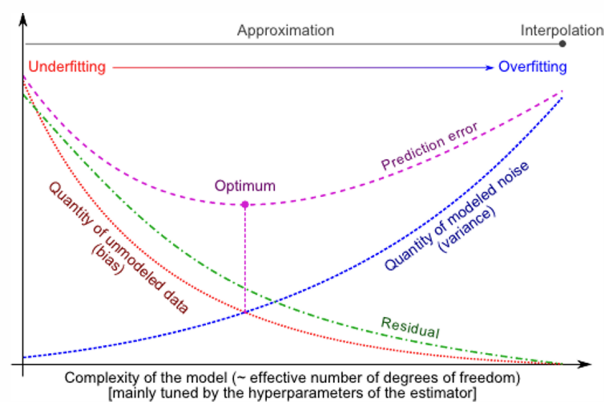 Approximation
Interpolation
Underfitting
Overfitting
Prediction error
Optimum
Quantity of unmodeled data
(bias)
Quantity of modeled noise
(variance)
Residual
Complexity of the model (~ effective number of degrees of freedom)
[mainly tuned by the hyperparameters of the estimator]